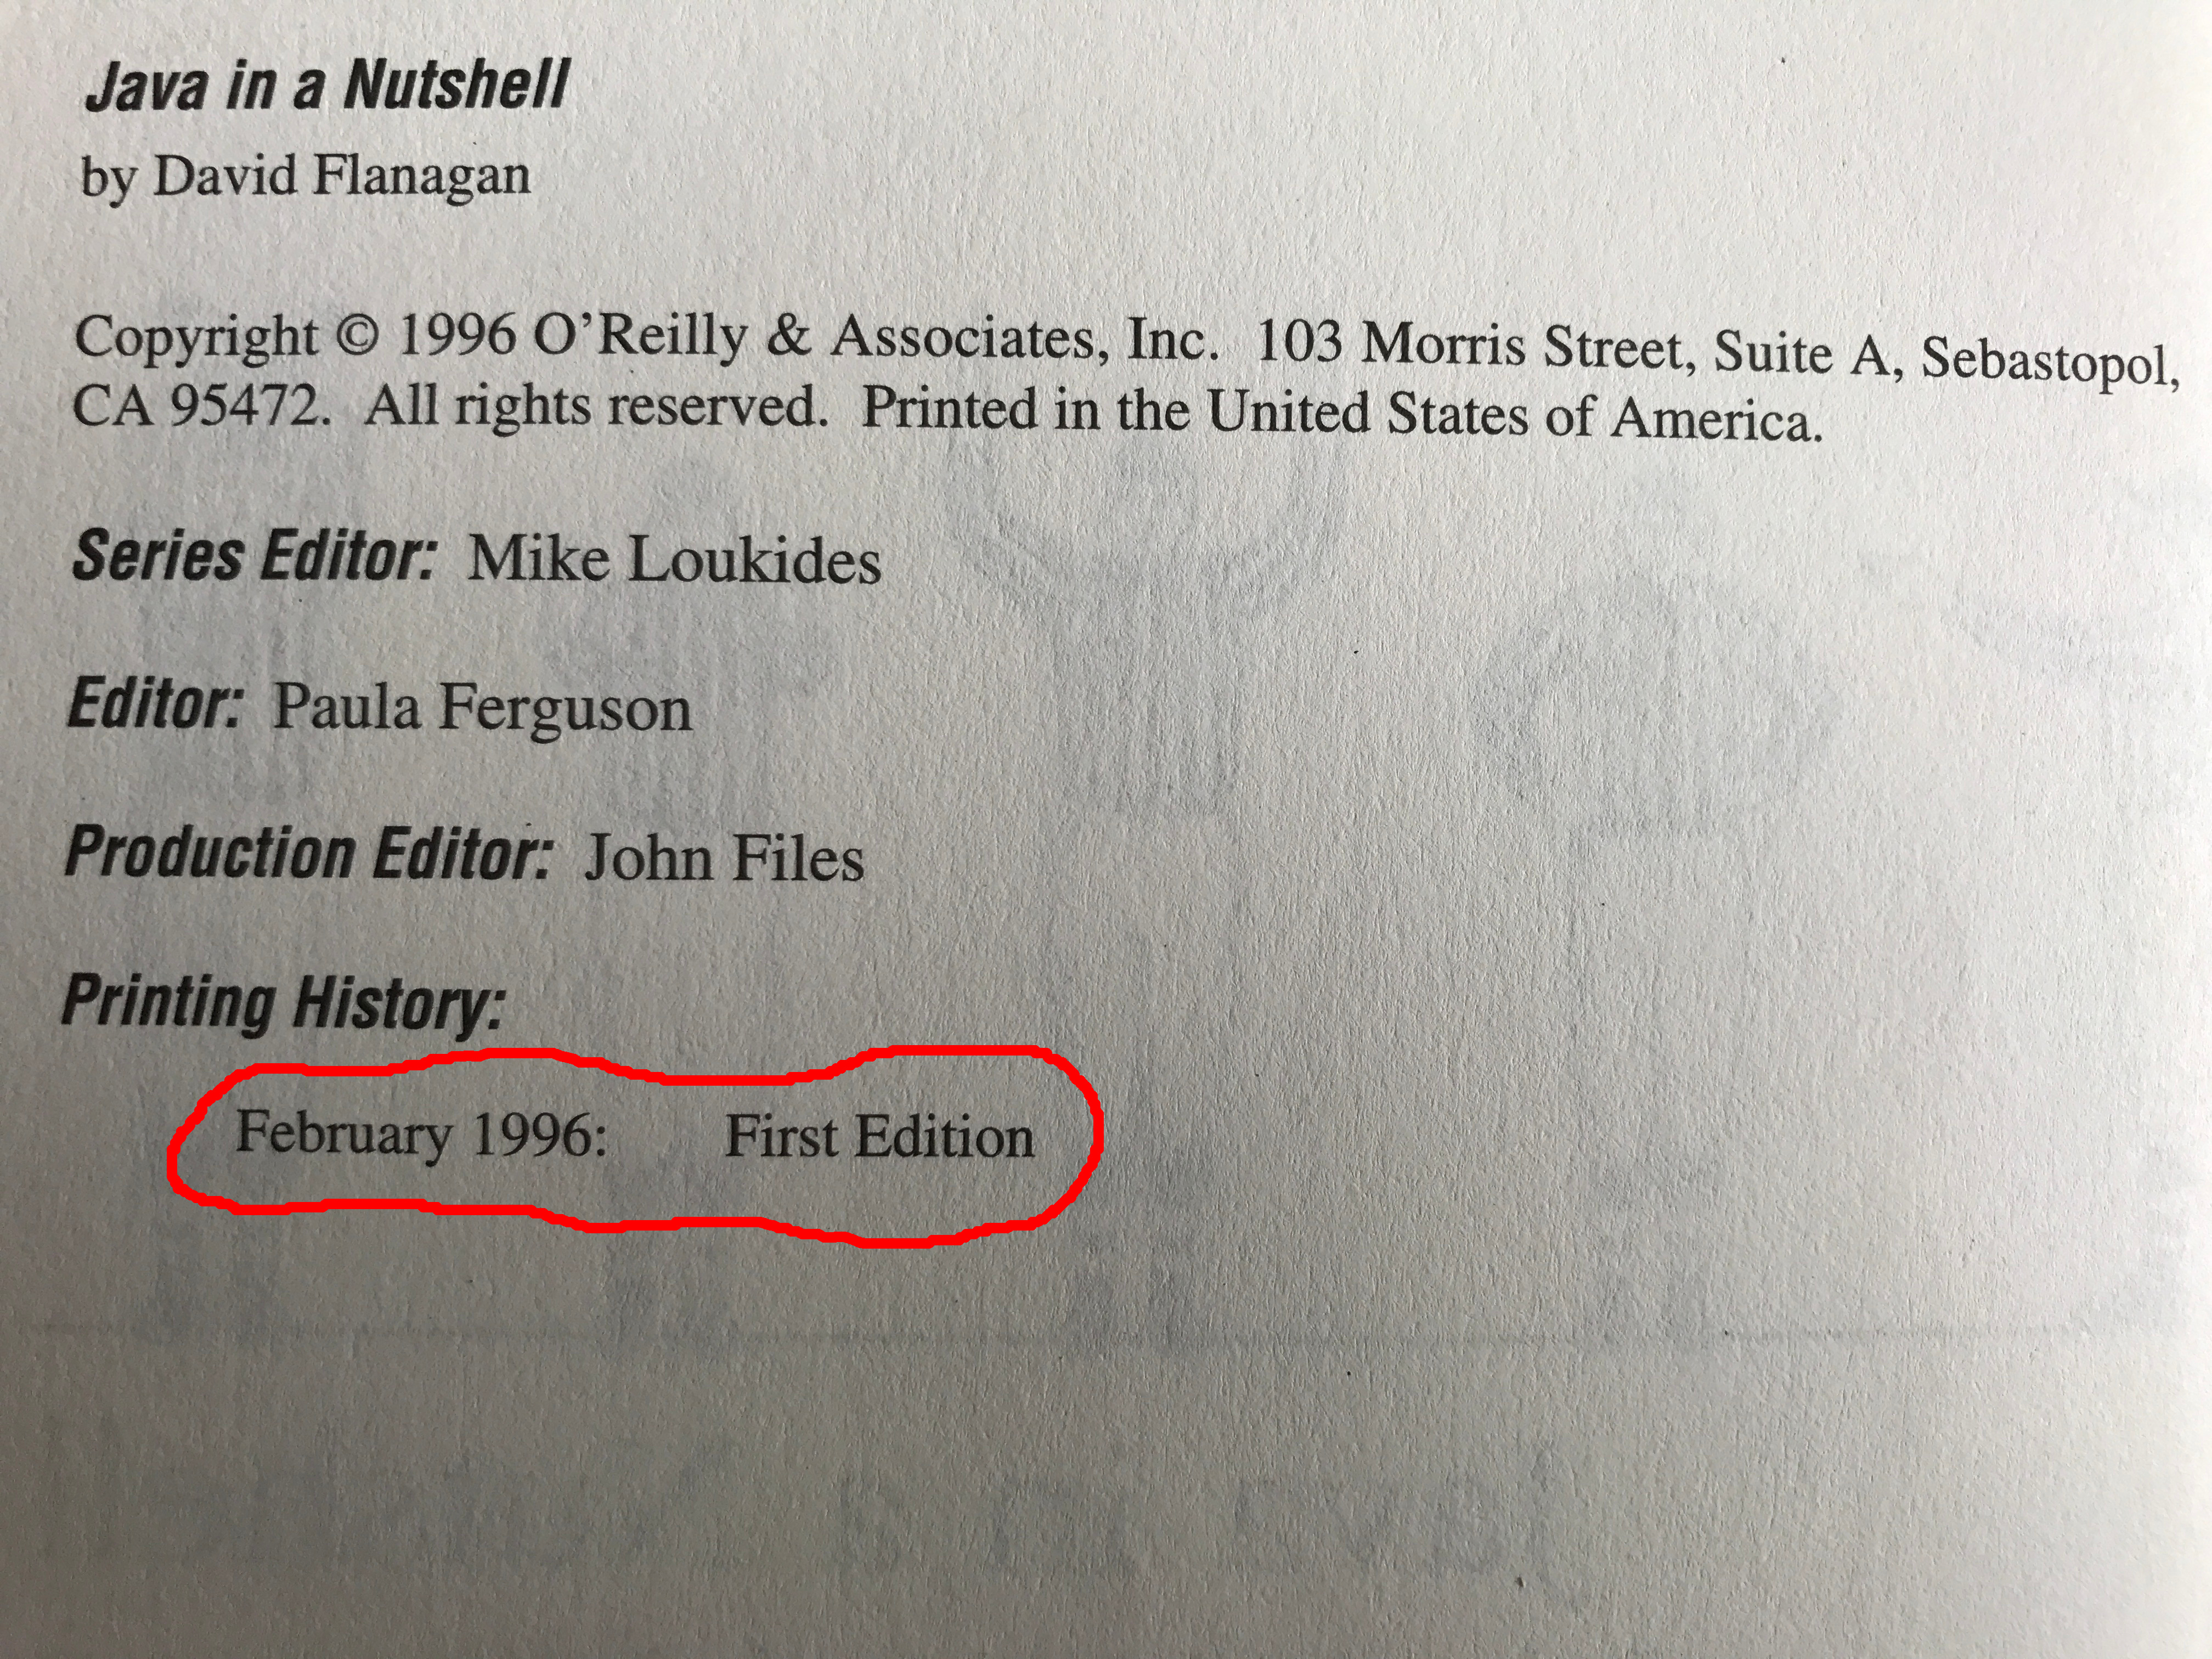 Java in a Nutshell
by David Flanagan
Copyright © 1996 O’Reilly & Associates, Inc. 103 Morris Street, Suite A, Sebastopol,
CA 95472. All rights reserved. Printed in the United States of America.
Series Editor: Mike Loukides
Editor: Paula Ferguson
Production Editor: John Files
Printing History:
February 1996: First Edition